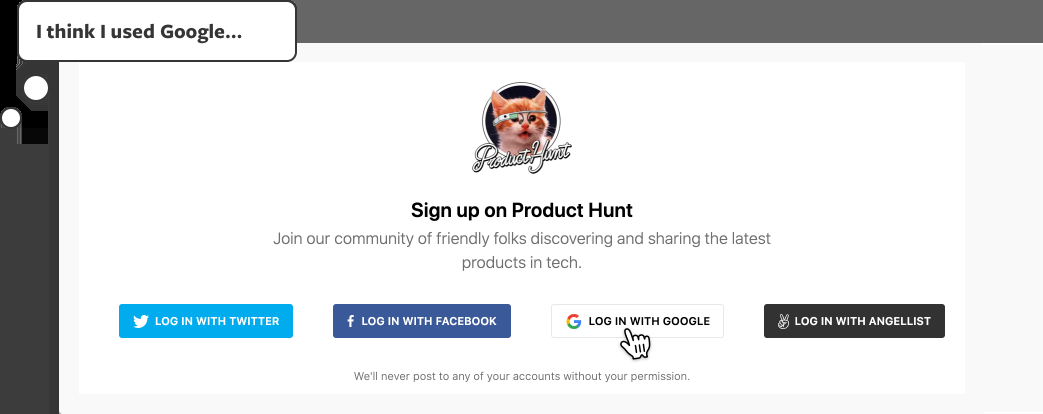 I think I used Google...
Product Hunt
Sign up on Product Hunt
Join our community of friendly folks discovering and sharing the latest
products in tech.
LOG IN WITH TWITTER
LOG IN WITH FACEBOOK
LOG IN WITH GOOGLE
LOG IN WITH ANGELLIST
We'll never post to any of your accounts without your permission.